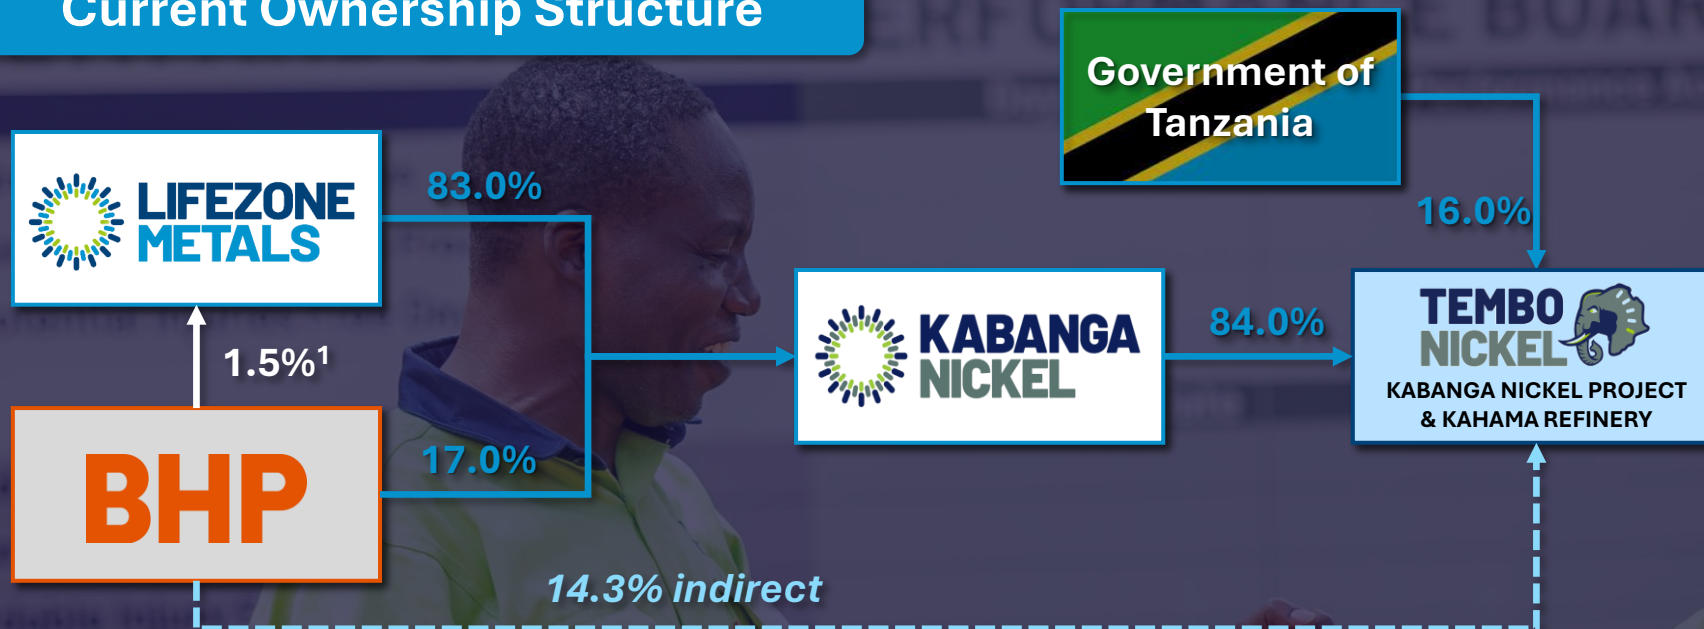 Current Ownership Structure
Government of
Tanzania
LIFEZONE
METALS
83.0%
16.0%
1.5%¹
KABANGA
NICKEL
84.0%
TEMBO
NICKEL
KABANGA NICKEL PROJECT
& KAHAMA REFINERY
BHP
17.0%
14.3% indirect